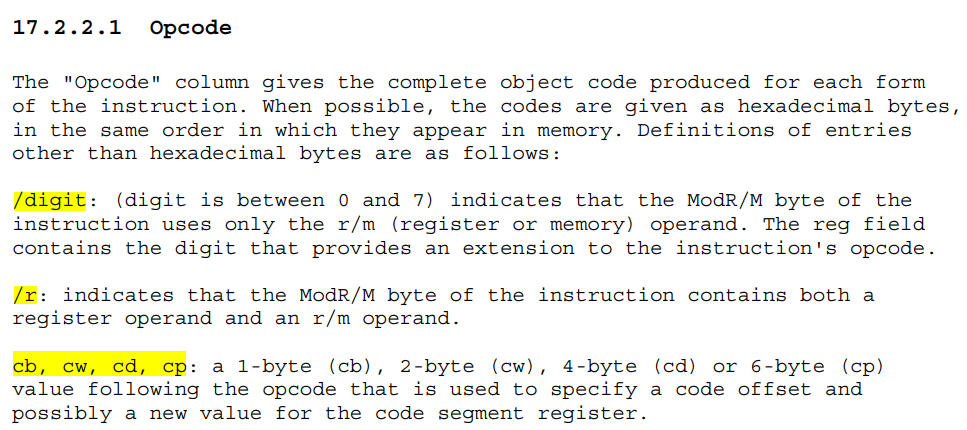 17.2.2.1  Opcode
The "Opcode" column gives the complete object code produced for each form
of the instruction. When possible, the codes are given as hexadecimal bytes,
in the same order in which they appear in memory. Definitions of entries
other than hexadecimal bytes are as follows:
/digit: (digit is between 0 and 7) indicates that the ModR/M byte of the
instruction uses only the r/m (register or memory) operand. The reg field
contains the digit that provides an extension to the instruction's opcode.
/r: indicates that the ModR/M byte of the instruction contains both a
register operand and an r/m operand.
cb, cw, cd, cp: a 1-byte (cb), 2-byte (cw), 4-byte (cd) or 6-byte (cp)
value following the opcode that is used to specify a code offset and
possibly a new value for the code segment register.